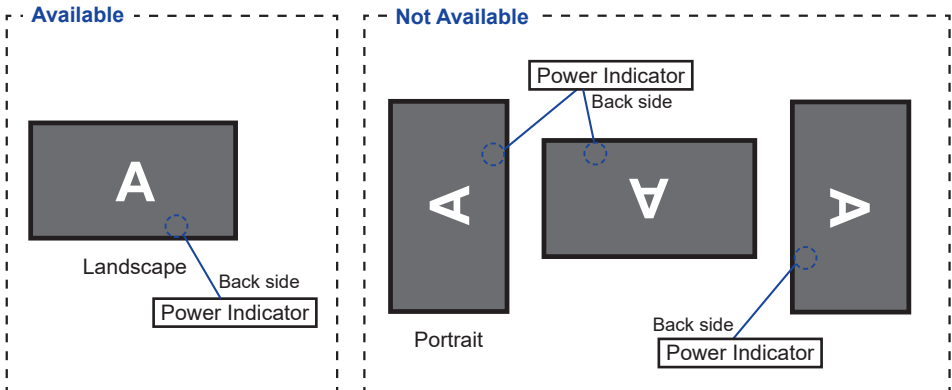 Available
A
Landscape
Back side
Power Indicator
Not Available
Power Indicator
Back side
A
A
A
Portrait
Back side
Power Indicator